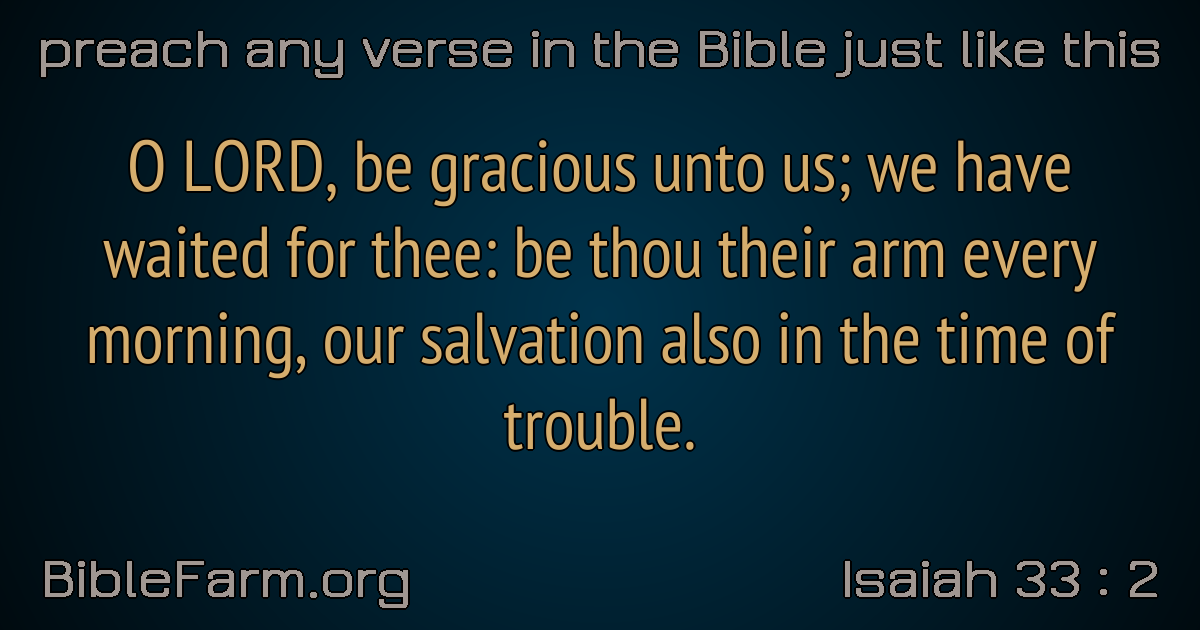 preach any verse in the Bible just like this
O LORD, be gracious unto us; we have
waited for thee: be thou their arm every
morning, our salvation also in the time of
trouble.
BibleFarm.org
Isaiah 33 : 2